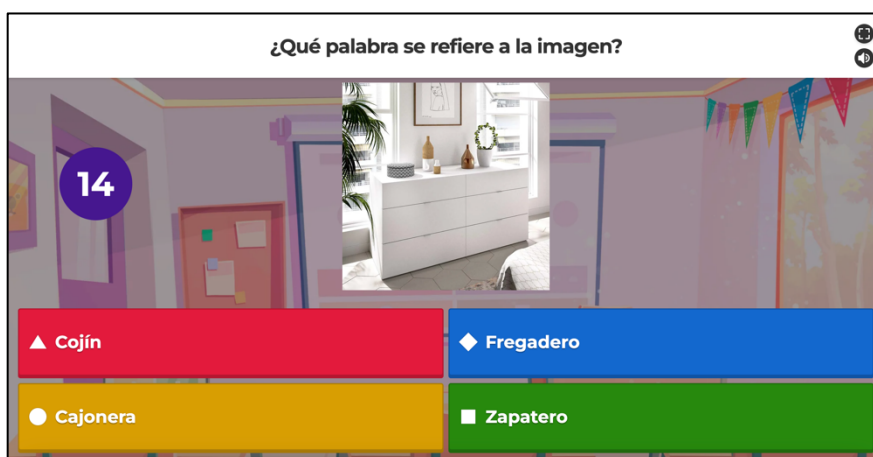 ¿Qué palabra se refiere a la imagen?
14
Cojín
Fregadero
Cajonera
Zapatero